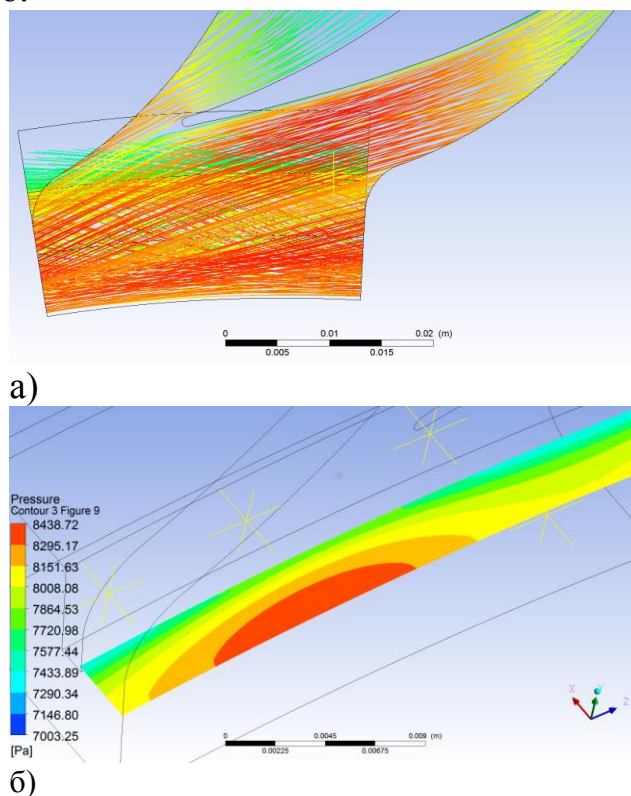 0 0.01 0.02 (m)
0.005 0.015
а)
Pressure
Contour 3 Figure 9
8438.72
8295.17
8151.63
8008.08
7864.53
7720.98
7577.44
7433.89
7290.34
7146.80
7003.25
[Pa]
0 0.0045 0.009 (m)
0.00225 0.00675
X Y Z
б)